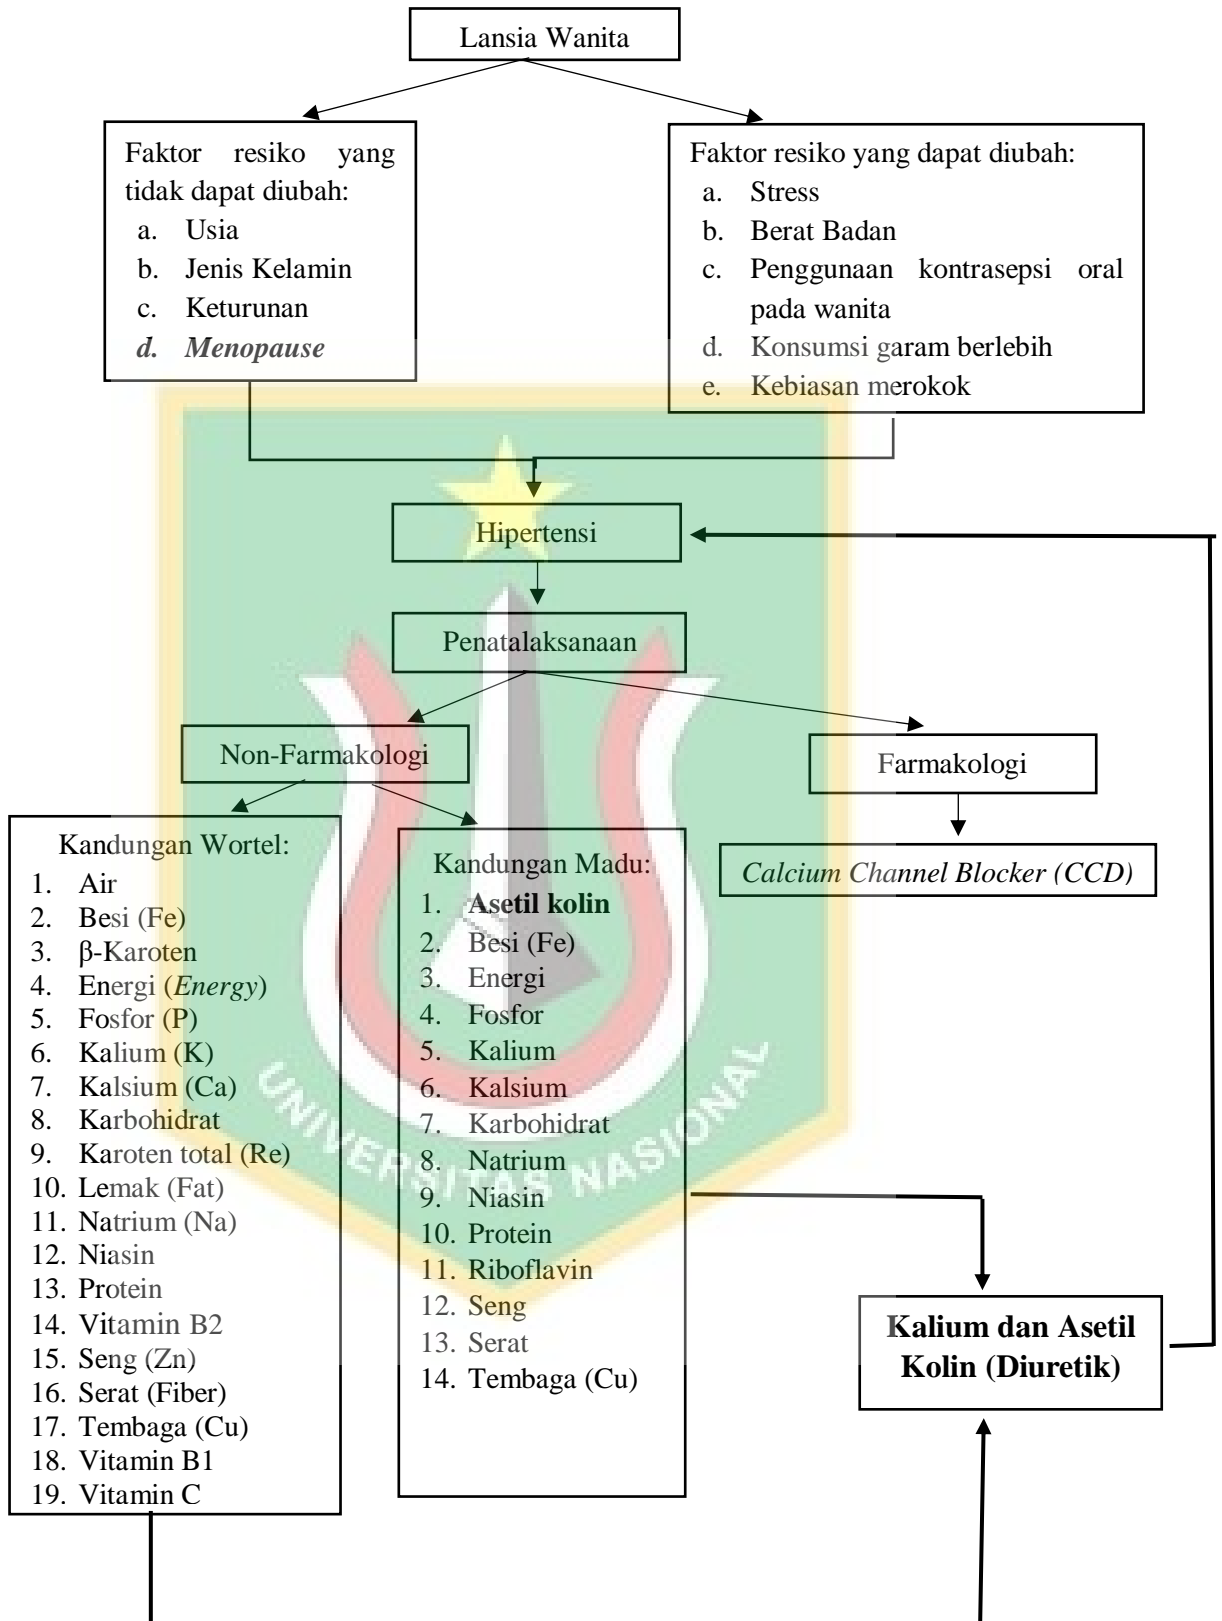 Lansia Wanita
Faktor resiko yang
tidak dapat diubah:
a. Usia
b. Jenis Kelamin
c. Keturunan
d. Menopause
Faktor resiko yang dapat diubah:
a. Stress
b. Berat Badan
c. Penggunaan kontrasepsi oral
pada wanita
d. Konsumsi garam berlebih
e. Kebiasan merokok
Hipertensi
Penatalaksanaan
Non-Farmakologi
Farmakologi
Calcium Channel Blocker (CCD)
Kandungan Wortel:
1. Air
2. Besi (Fe)
3. β-Karoten
4. Energi (Energy)
5. Fosfor (P)
6. Kalium (K)
7. Kalsium (Ca)
8. Karbohidrat
9. Karoten total (Re)
10. Lemak (Fat)
11. Natrium (Na)
12. Niasin
13. Protein
14. Vitamin B2
15. Seng (Zn)
16. Serat (Fiber)
17. Tembaga (Cu)
18. Vitamin B1
19. Vitamin C
Kandungan Madu:
1. Asetil kolin
2. Besi (Fe)
3. Energi
4. Fosfor
5. Kalium
6. Kalsium
7. Karbohidrat
8. Natrium
9. Niasin
10. Protein
11. Riboflavin
12. Seng
13. Serat
14. Tembaga (Cu)
Kalium dan Asetil
Kolin (Diuretik)
UNIVERSITAS NASIONAL